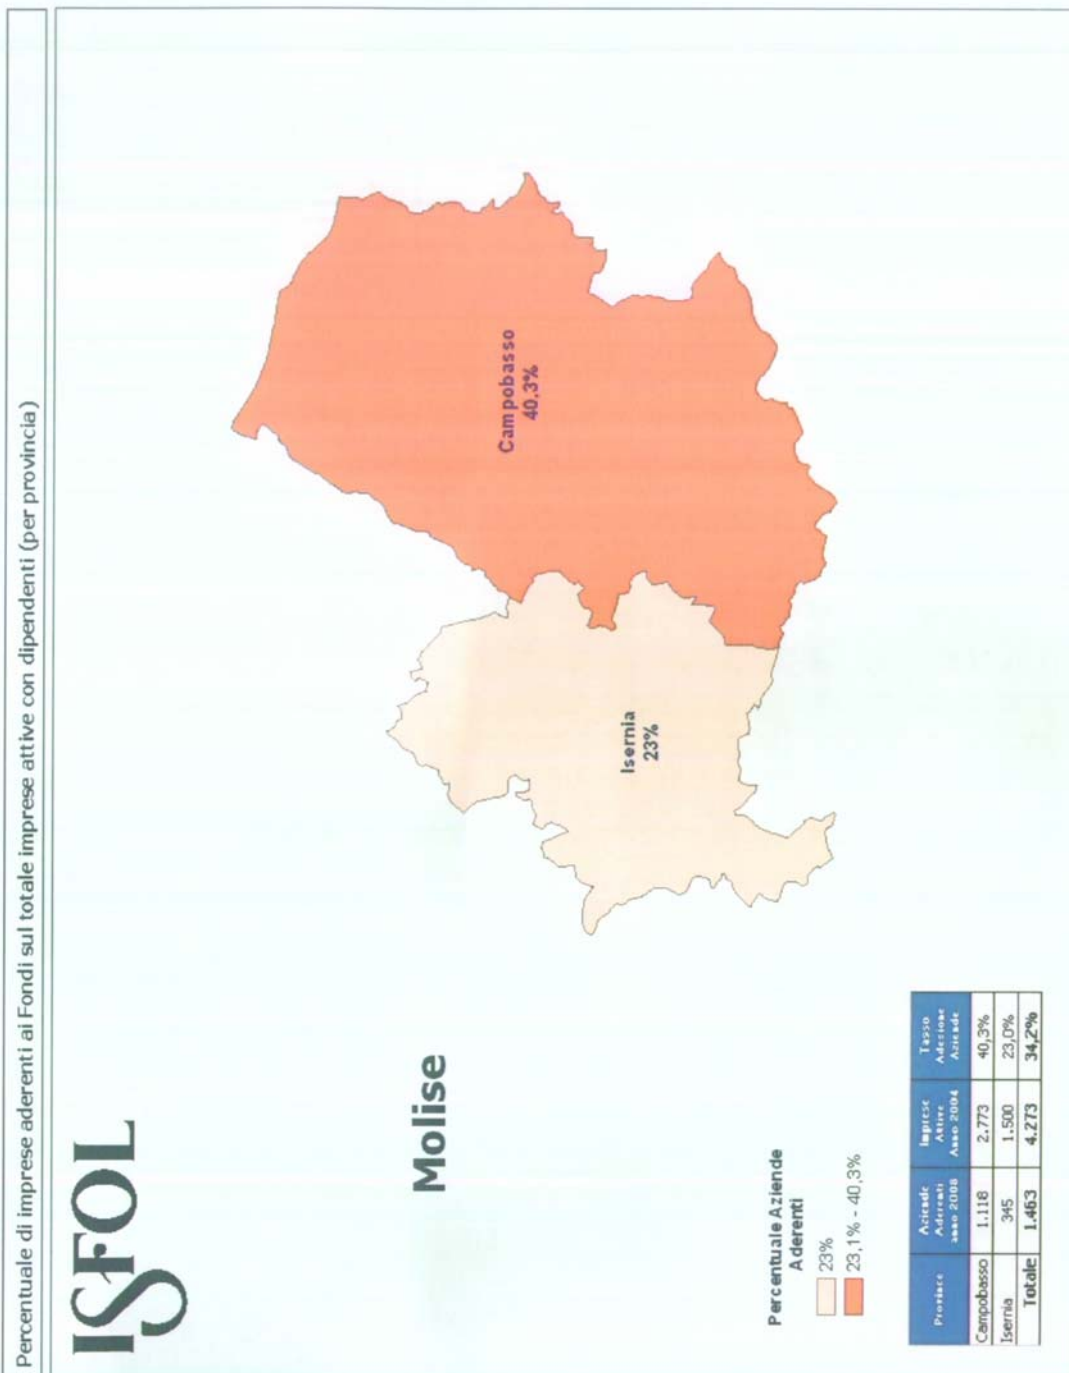 Percentuale di imprese aderenti ai Fondi sul totale imprese attive con dipendenti (per provincia)
ISFOL
Molise
Campobasso
40,3%
Isernia
23%
Percentuale Aziende
Aderenti
23%
23,1% - 40,3%
Province Aziende Aderenti anno 2008 Imprese Attive Anno 2004 Tasso Adesione Aziende
Campobasso 1.118 2.773 40,3%
Isernia 345 1.500 23,0%
Totale 1.463 4.273 34,2%